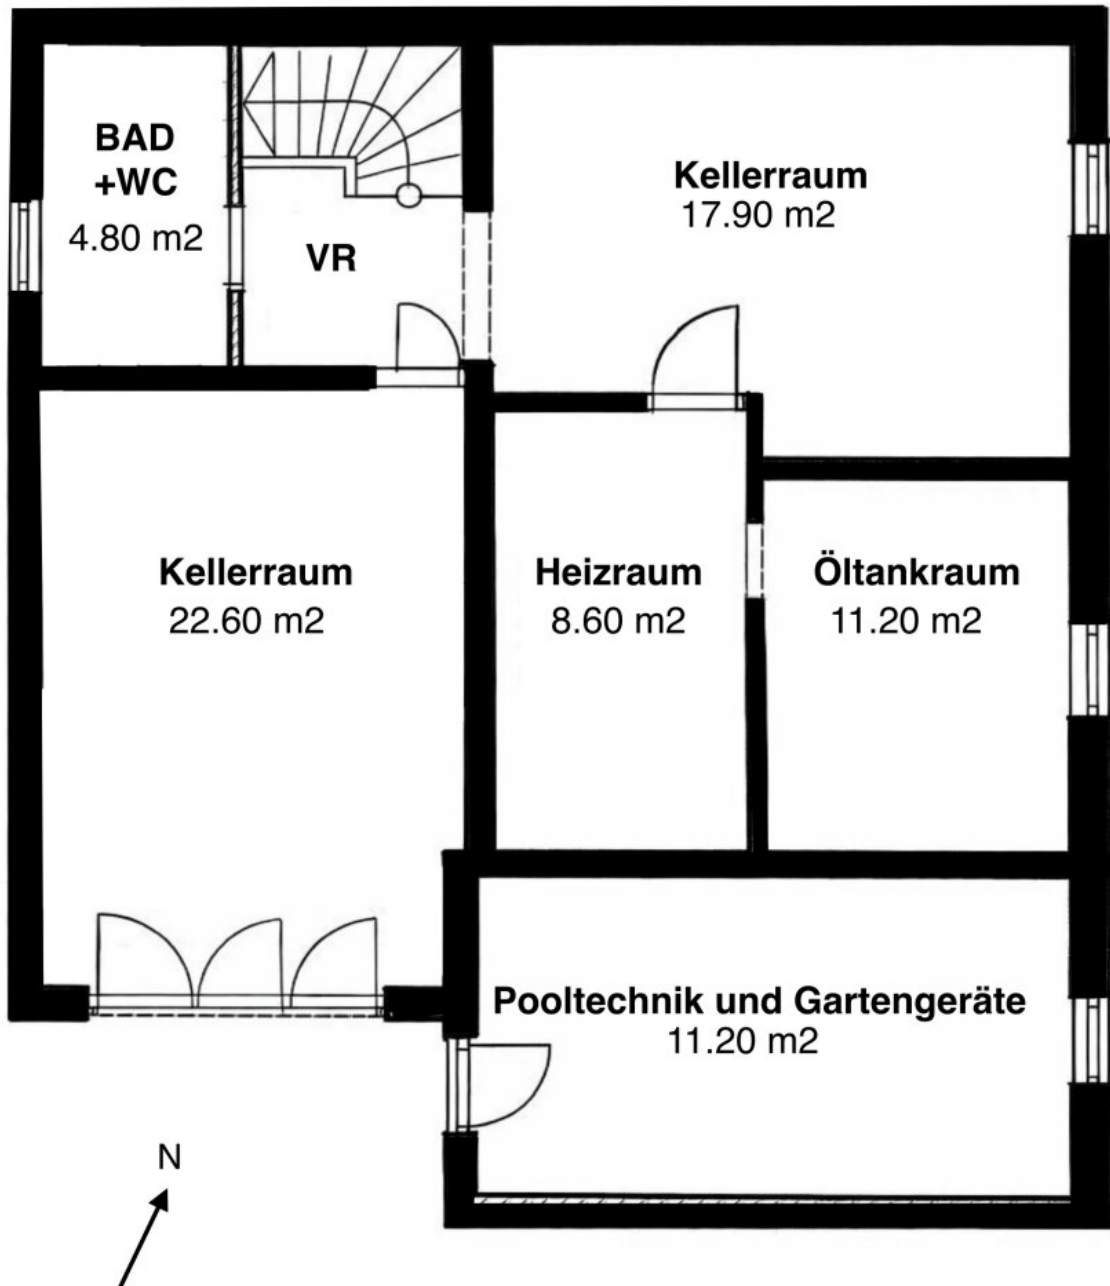 BAD
+WC
4.80 m2
VR
Kellerraum
17.90 m2
Kellerraum
22.60 m2
Heizraum
8.60 m2
Öltankraum
11.20 m2
Pooltechnik und Gartengeräte
11.20 m2
N